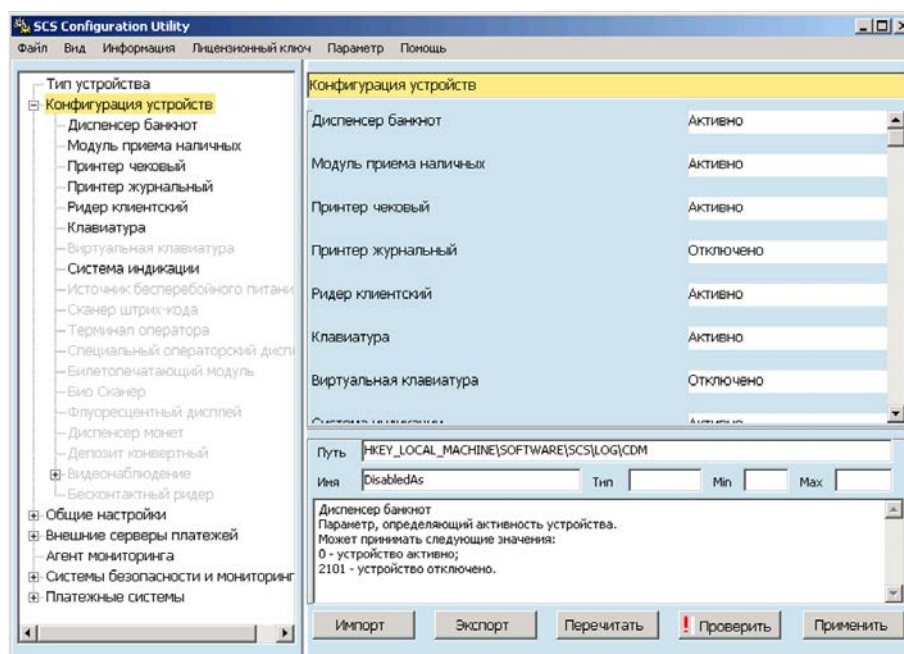 SCS Configuration Utility
Файл Вид Информация Лицензионный ключ Параметр Помощь
Тип устройства
Конфигурация устройств
Диспенсер банкнот
Модуль приема наличных
Принтер чековый
Принтер журнальный
Ридер клиентский
Клавиатура
Виртуальная клавиатура
Система индикации
Источник бесперебойного питани
Сканер штрих-кода
Терминал оператора
Специальный операторский диспл
Билетопечатающий модуль
Био Сканер
Флуоресцентный дисплей
Диспенсер монет
Депозит конвертный
Видеонаблюдение
Бесконтактный ридер
Общие настройки
Внешние серверы платежей
Агент мониторинга
Системы безопасности и мониторинг
Платежные системы
Конфигурация устройств
Диспенсер банкнот Активно
Модуль приема наличных Активно
Принтер чековый Активно
Принтер журнальный Отключено
Ридер клиентский Активно
Клавиатура Активно
Виртуальная клавиатура Отключено
Система индикации Активно
Путь HKEY_LOCAL_MACHINE\SOFTWARE\SCS\LOG\CDM
Имя DisabledAs Тип Min Max
Диспенсер банкнот
Параметр, определяющий активность устройства.
Может принимать следующие значения:
0 - устройство активно;
2101 - устройство отключено.
Импорт Экспорт Перечитать ! Проверить Применить